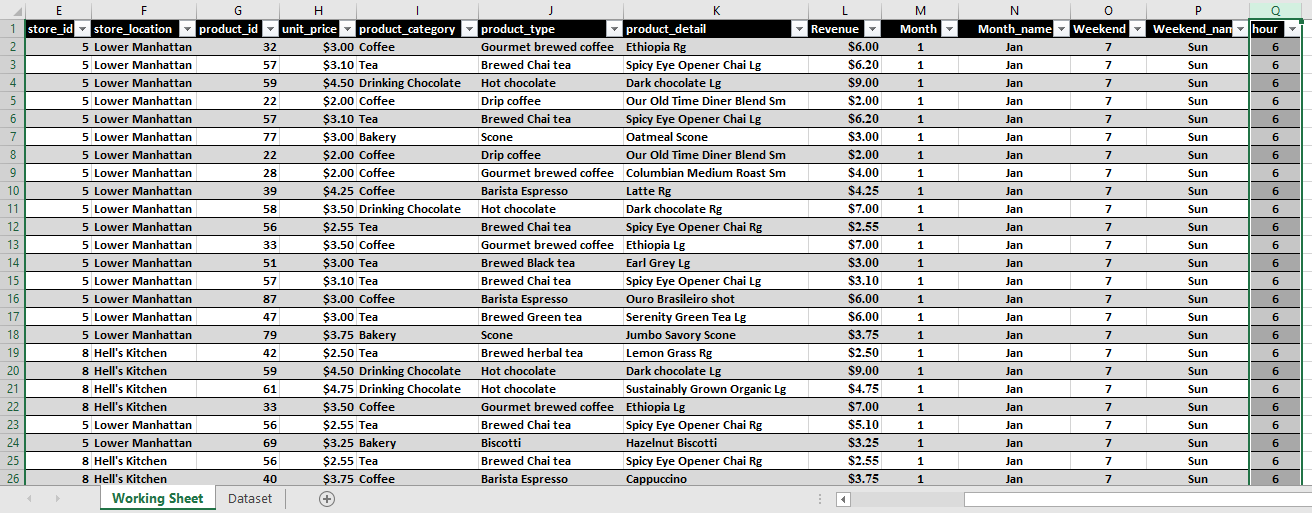 E F G H I J K L M N O P Q
1 store_id store_location product_id unit_price product_category product_type product_detail Revenue Month Month_name Weekend Weekend_nam hour
2 5 Lower Manhattan 32 $3.00 Coffee Gourmet brewed coffee Ethiopia Rg $6.00 1 Jan 7 Sun 6
3 5 Lower Manhattan 57 $3.10 Tea Brewed Chai tea Spicy Eye Opener Chai Lg $6.20 1 Jan 7 Sun 6
4 5 Lower Manhattan 59 $4.50 Drinking Chocolate Hot chocolate Dark chocolate Lg $9.00 1 Jan 7 Sun 6
5 5 Lower Manhattan 22 $2.00 Coffee Drip coffee Our Old Time Diner Blend Sm $2.00 1 Jan 7 Sun 6
6 5 Lower Manhattan 57 $3.10 Tea Brewed Chai tea Spicy Eye Opener Chai Lg $6.20 1 Jan 7 Sun 6
7 5 Lower Manhattan 77 $3.00 Bakery Scone Oatmeal Scone $3.00 1 Jan 7 Sun 6
8 5 Lower Manhattan 22 $2.00 Coffee Drip coffee Our Old Time Diner Blend Sm $2.00 1 Jan 7 Sun 6
9 5 Lower Manhattan 28 $2.00 Coffee Gourmet brewed coffee Columbian Medium Roast Sm $4.00 1 Jan 7 Sun 6
10 5 Lower Manhattan 39 $4.25 Coffee Barista Espresso Latte Rg $4.25 1 Jan 7 Sun 6
11 5 Lower Manhattan 58 $3.50 Drinking Chocolate Hot chocolate Dark chocolate Rg $7.00 1 Jan 7 Sun 6
12 5 Lower Manhattan 56 $2.55 Tea Brewed Chai tea Spicy Eye Opener Chai Rg $2.55 1 Jan 7 Sun 6
13 5 Lower Manhattan 33 $3.50 Coffee Gourmet brewed coffee Ethiopia Lg $7.00 1 Jan 7 Sun 6
14 5 Lower Manhattan 51 $3.00 Tea Brewed Black tea Earl Grey Lg $3.00 1 Jan 7 Sun 6
15 5 Lower Manhattan 57 $3.10 Tea Brewed Chai tea Spicy Eye Opener Chai Lg $3.10 1 Jan 7 Sun 6
16 5 Lower Manhattan 87 $3.00 Coffee Barista Espresso Ouro Brasileiro shot $6.00 1 Jan 7 Sun 6
17 5 Lower Manhattan 47 $3.00 Tea Brewed Green tea Serenity Green Tea Lg $6.00 1 Jan 7 Sun 6
18 5 Lower Manhattan 79 $3.75 Bakery Scone Jumbo Savory Scone $3.75 1 Jan 7 Sun 6
19 8 Hell's Kitchen 42 $2.50 Tea Brewed herbal tea Lemon Grass Rg $2.50 1 Jan 7 Sun 6
20 8 Hell's Kitchen 59 $4.50 Drinking Chocolate Hot chocolate Dark chocolate Lg $9.00 1 Jan 7 Sun 6
21 8 Hell's Kitchen 61 $4.75 Drinking Chocolate Hot chocolate Sustainably Grown Organic Lg $4.75 1 Jan 7 Sun 6
22 8 Hell's Kitchen 33 $3.50 Coffee Gourmet brewed coffee Ethiopia Lg $7.00 1 Jan 7 Sun 6
23 5 Lower Manhattan 56 $2.55 Tea Brewed Chai tea Spicy Eye Opener Chai Rg $5.10 1 Jan 7 Sun 6
24 5 Lower Manhattan 69 $3.25 Bakery Biscotti Hazelnut Biscotti $3.25 1 Jan 7 Sun 6
25 8 Hell's Kitchen 56 $2.55 Tea Brewed Chai tea Spicy Eye Opener Chai Rg $2.55 1 Jan 7 Sun 6
26 8 Hell's Kitchen 40 $3.75 Coffee Barista Espresso Cappuccino $3.75 1 Jan 7 Sun 6
Working Sheet Dataset